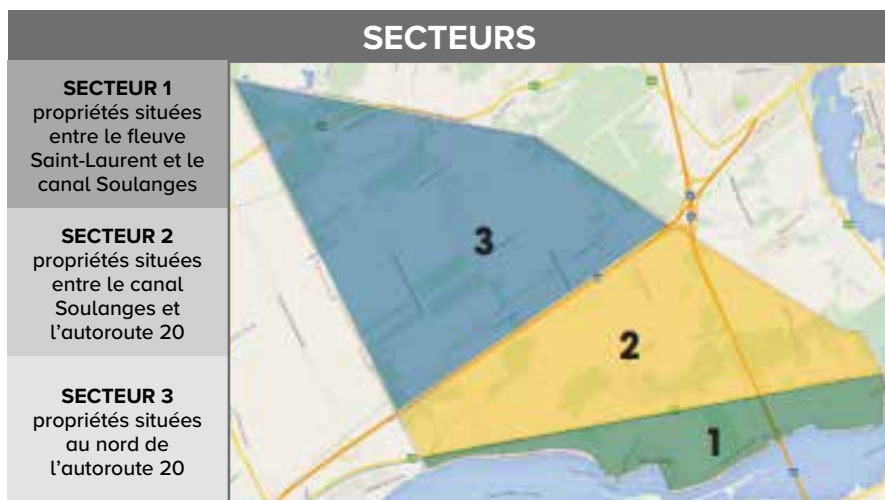 SECTEURS
SECTEUR 1
propriétés situées
entre le fleuve
Saint-Laurent et le
canal Soulanges
SECTEUR 2
propriétés situées
entre le canal
Soulanges et
l'autoroute 20
SECTEUR 3
propriétés situées
au nord de
l'autoroute 20
3
2
1